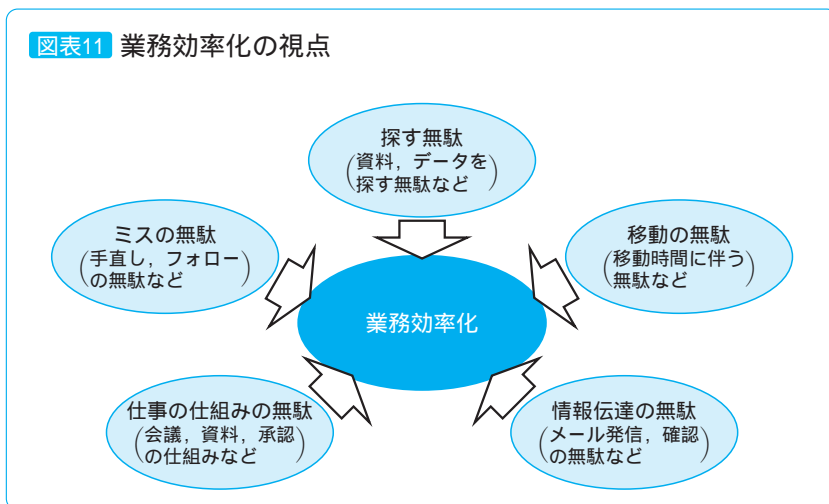 図表11 業務効率化の視点
探す無駄
(資料,データを
探す無駄など)
ミスの無駄
(手直し,フォロー
の無駄など)
移動の無駄
(移動時間に伴う
無駄など)
業務効率化
仕事の仕組みの無駄
(会議,資料,承認
の仕組みなど)
情報伝達の無駄
(メール発信,確認
の無駄など)